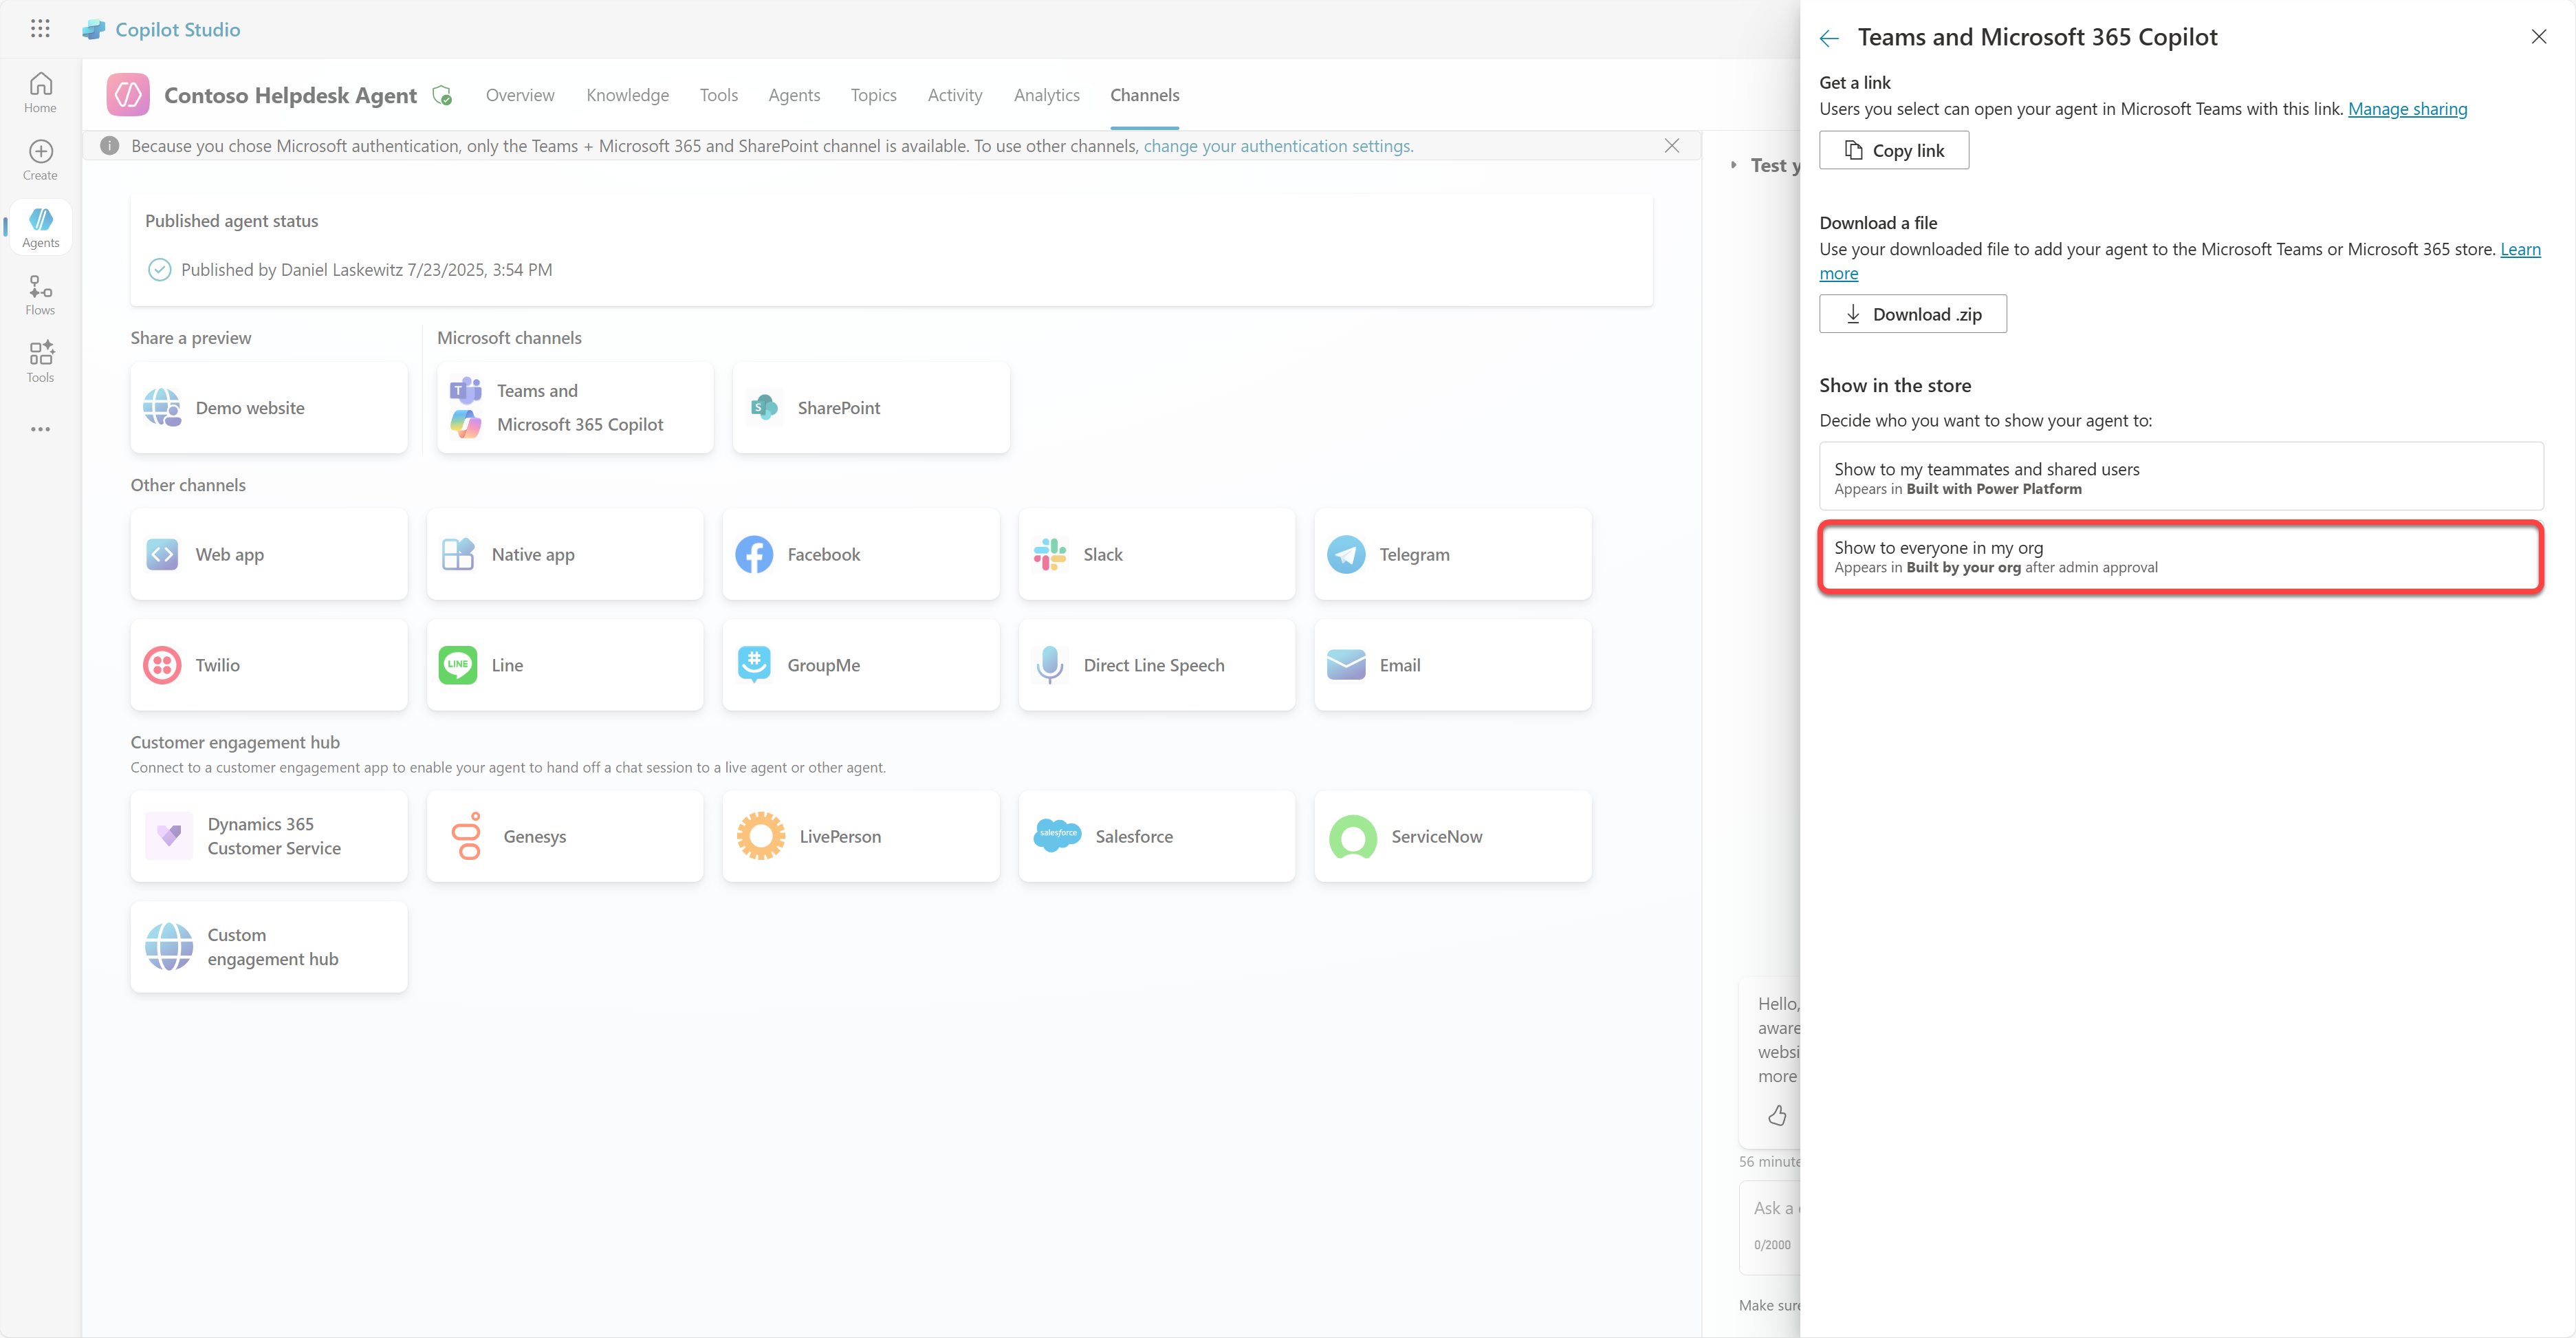 Copilot Studio
Home
Create
Agents
Flows
Tools
Contoso Helpdesk Agent
Overview
Knowledge
Tools
Agents
Topics
Activity
Analytics
Channels
Because you chose Microsoft authentication, only the Teams + Microsoft 365 and SharePoint channel is available. To use other channels, change your authentication settings.
Published agent status
Published by Daniel Laskewitz 7/23/2025, 3:54 PM
Share a preview
Demo website
Microsoft channels
T
Teams and
Microsoft 365 Copilot
S
SharePoint
Other channels
Web app
Native app
Facebook
Slack
Telegram
Twilio
LINE
Line
#
GroupMe
Direct Line Speech
Email
Customer engagement hub
Connect to a customer engagement app to enable your agent to hand off a chat session to a live agent or other agent.
Dynamics 365
Customer Service
Genesys
LivePerson
salesforce
Salesforce
ServiceNow
Custom
engagement hub
Test y
Hello,
aware
websi
more
56 minute
Ask a
0/2000
Make sure
Teams and Microsoft 365 Copilot
Get a link
Users you select can open your agent in Microsoft Teams with this link. Manage sharing
Copy link
Download a file
Use your downloaded file to add your agent to the Microsoft Teams or Microsoft 365 store. Learn
more
Download .zip
Show in the store
Decide who you want to show your agent to:
Show to my teammates and shared users
Appears in Built with Power Platform
Show to everyone in my org
Appears in Built by your org after admin approval